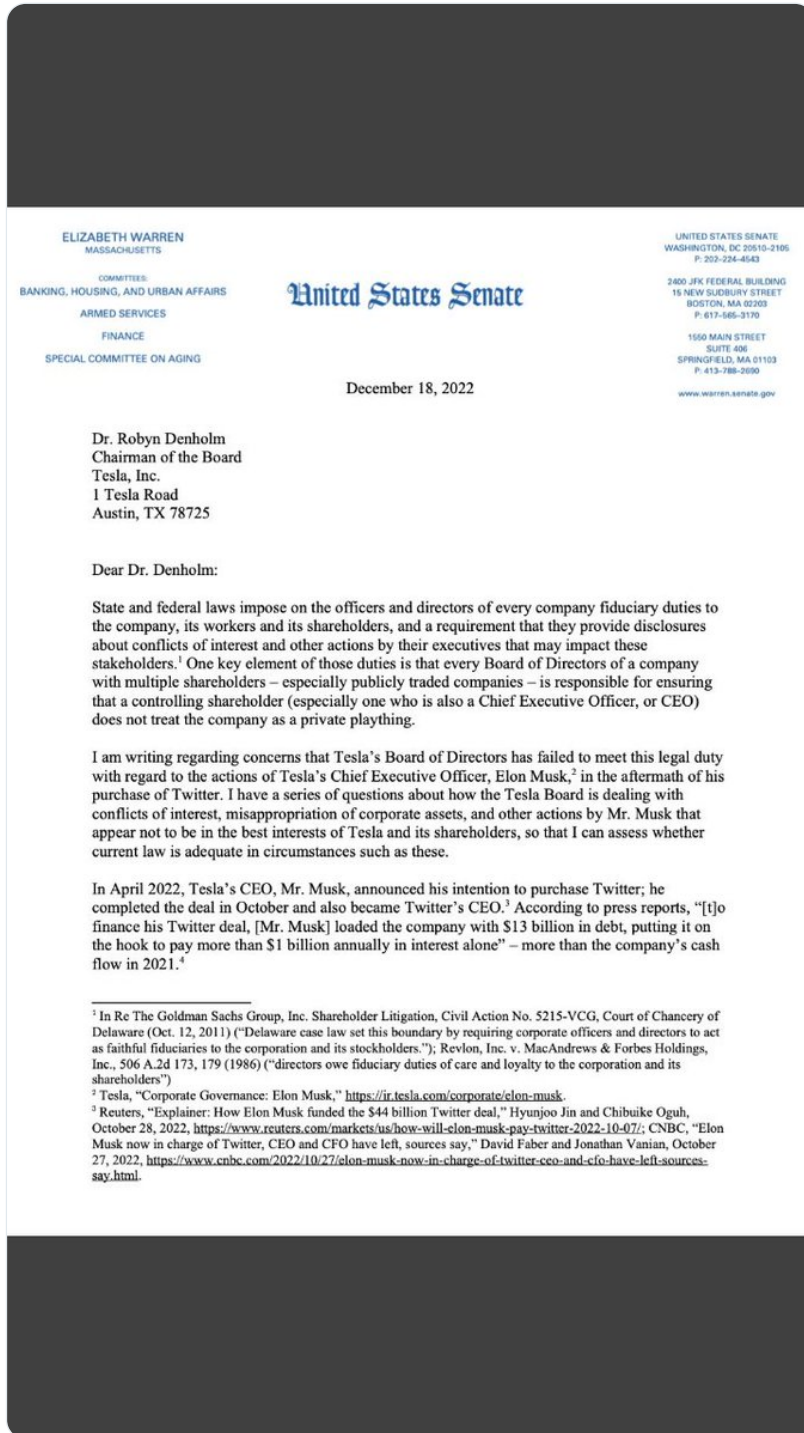 ELIZABETH WARREN
MASSACHUSETTS
COMMITTEES:
BANKING, HOUSING, AND URBAN AFFAIRS
ARMED SERVICES
FINANCE
SPECIAL COMMITTEE ON AGING
United States Senate
UNITED STATES SENATE
WASHINGTON, DC 20510–2105
P: 202–224–4543
2400 JFK FEDERAL BUILDING
15 NEW SUDBURY STREET
BOSTON, MA 02203
P: 617–565–3170
1550 MAIN STREET
SUITE 406
SPRINGFIELD, MA 01103
P: 413–788–2690
www.warren.senate.gov
December 18, 2022
Dr. Robyn Denholm
Chairman of the Board
Tesla, Inc.
1 Tesla Road
Austin, TX 78725
Dear Dr. Denholm:
State and federal laws impose on the officers and directors of every company fiduciary duties to
the company, its workers and its shareholders, and a requirement that they provide disclosures
about conflicts of interest and other actions by their executives that may impact these
stakeholders.¹ One key element of those duties is that every Board of Directors of a company
with multiple shareholders – especially publicly traded companies – is responsible for ensuring
that a controlling shareholder (especially one who is also a Chief Executive Officer, or CEO)
does not treat the company as a private plaything.
I am writing regarding concerns that Tesla’s Board of Directors has failed to meet this legal duty
with regard to the actions of Tesla’s Chief Executive Officer, Elon Musk,² in the aftermath of his
purchase of Twitter. I have a series of questions about how the Tesla Board is dealing with
conflicts of interest, misappropriation of corporate assets, and other actions by Mr. Musk that
appear not to be in the best interests of Tesla and its shareholders, so that I can assess whether
current law is adequate in circumstances such as these.
In April 2022, Tesla’s CEO, Mr. Musk, announced his intention to purchase Twitter; he
completed the deal in October and also became Twitter’s CEO.³ According to press reports, “[t]o
finance his Twitter deal, [Mr. Musk] loaded the company with $13 billion in debt, putting it on
the hook to pay more than $1 billion annually in interest alone” – more than the company’s cash
flow in 2021.⁴
¹ In Re The Goldman Sachs Group, Inc. Shareholder Litigation, Civil Action No. 5215-VCG, Court of Chancery of
Delaware (Oct. 12, 2011) (“Delaware case law set this boundary by requiring corporate officers and directors to act
as faithful fiduciaries to the corporation and its stockholders.”); Revlon, Inc. v. MacAndrews & Forbes Holdings,
Inc., 506 A.2d 173, 179 (1986) (“directors owe fiduciary duties of care and loyalty to the corporation and its
shareholders”)
² Tesla, “Corporate Governance: Elon Musk,” https://ir.tesla.com/corporate/elon-musk.
³ Reuters, “Explainer: How Elon Musk funded the $44 billion Twitter deal,” Hyunjoo Jin and Chibuike Oguh,
October 28, 2022, https://www.reuters.com/markets/us/how-will-elon-musk-pay-twitter-2022-10-07/; CNBC, “Elon
Musk now in charge of Twitter, CEO and CFO have left, sources say,” David Faber and Jonathan Vanian, October
27, 2022, https://www.cnbc.com/2022/10/27/elon-musk-now-in-charge-of-twitter-ceo-and-cfo-have-left-sources-
say.html.